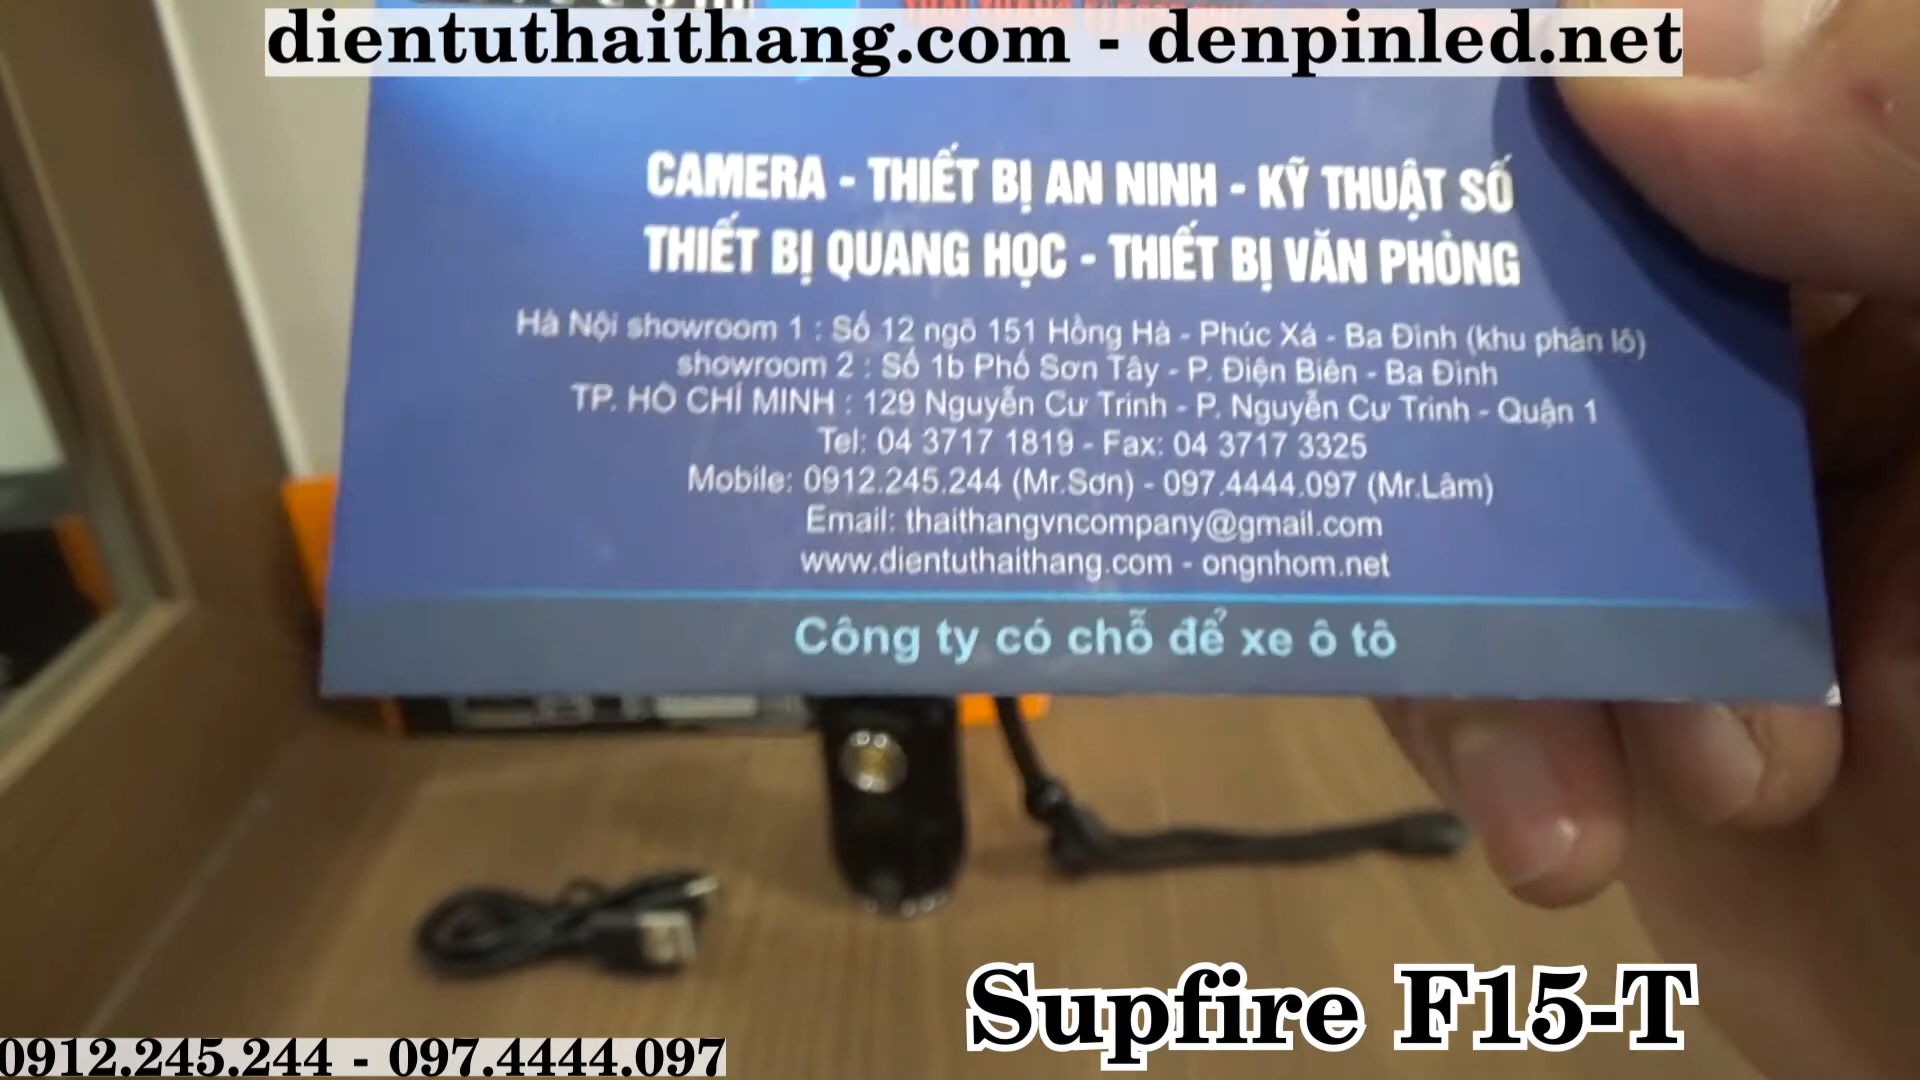 dientuthaithang.com - denpinled.net
CAMERA - THIẾT BỊ AN NINH - KỸ THUẬT SỐ
THIẾT BỊ QUANG HỌC - THIẾT BỊ VĂN PHÒNG
Hà Nội showroom 1 : Số 12 ngõ 151 Hồng Hà - Phúc Xá - Ba Đình (khu phân lô)
showroom 2 : Số 1b Phố Sơn Tây - P. Điện Biên - Ba Đình
TP. HỒ CHÍ MINH : 129 Nguyễn Cư Trinh - P. Nguyễn Cư Trinh - Quận 1
Tel: 04 3717 1819 - Fax: 04 3717 3325
Mobile: 0912.245.244 (Mr.Sơn) - 097.4444.097 (Mr.Lâm)
Email: thaithangvncompany@gmail.com
www.dientuthaithang.com - ongnhom.net
Công ty có chỗ để xe ô tô
Supfire F15-T
0912.245.244 - 097.4444.097